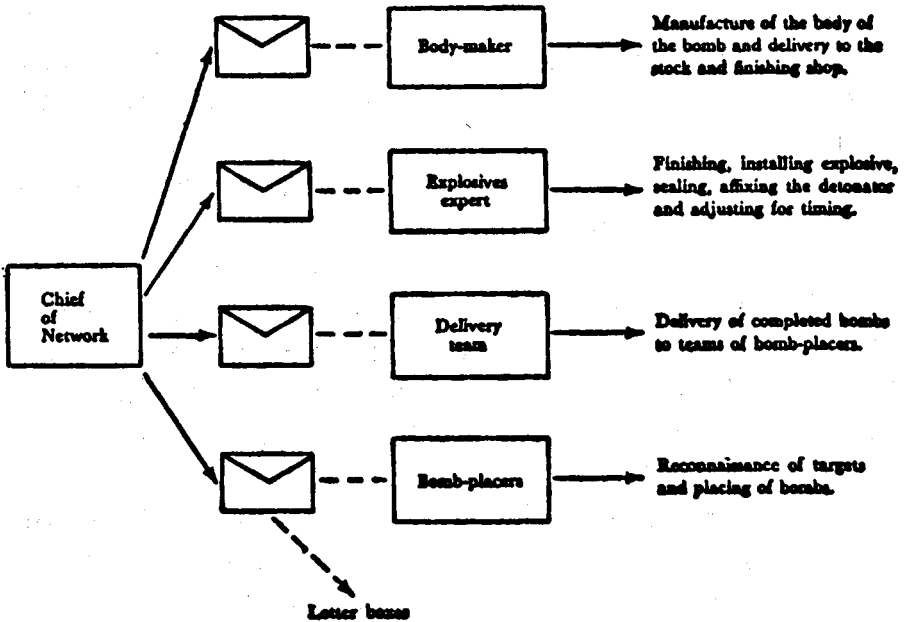 Body-maker
Manufacture of the body of
the bomb and delivery to the
stock and finishing shop.
Explosives
expert
Finishing, installing explosive,
sealing, affixing the detonator
and adjusting for timing.
Chief
of
Network
Delivery
team
Delivery of completed bombs
to teams of bomb-placers.
Bomb-placers
Reconnaissance of targets
and placing of bombs.
Letter boxes